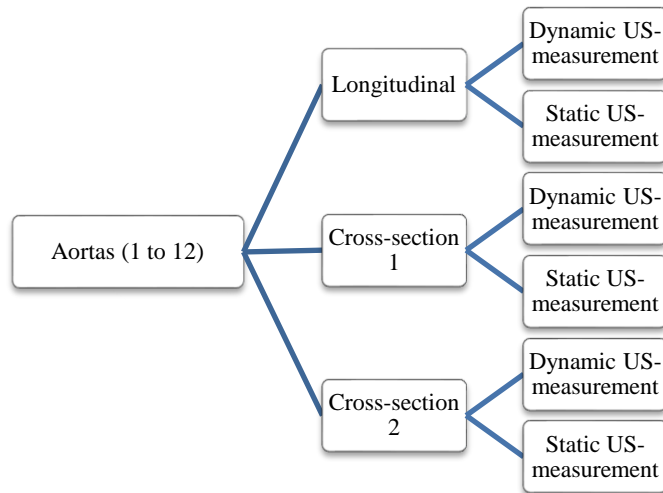 Aortas (1 to 12)
Longitudinal
Dynamic US-
measurement
Static US-
measurement
Cross-section
1
Dynamic US-
measurement
Static US-
measurement
Cross-section
2
Dynamic US-
measurement
Static US-
measurement